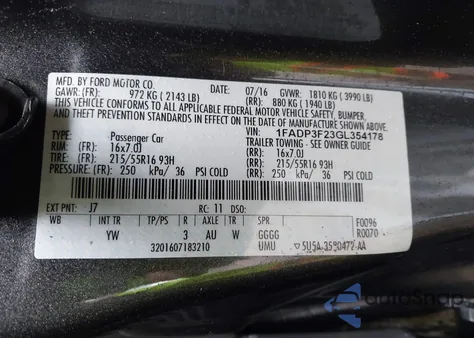 MFD. BY FORD MOTOR CO.
DATE: 07/16 GVWR: 1810 KG ( 3990 LB)
GAWR: (FR): 972 KG ( 2143 LB) (RR) 880 KG ( 1940 LB)
THIS VEHICLE CONFORMS TO ALL APPLICABLE FEDERAL MOTOR VEHICLE SAFETY, BUMPER,
AND THEFT PREVENTION STANDARDS IN EFFECT ON THE DATE OF MANUFACTURE SHOWN ABOVE.
VIN: 1FADP3F23GL354178
TYPE: Passenger Car TRAILER TOWING - SEE OWNER GUIDE
RIM: (FR): 16x7.0J (RR): 16x7.0J
TIRE: (FR): 215/55R16 93H (RR): 215/55R16 93H
PRESSURE: (FR): 250 kPa/ 36 PSI COLD (RR): 250 kPa/ 36 PSI COLD
EXT PNT: J7 RC: 11 DSO: F0096
WB INT TR TP/PS R AXLE TR SPR R0070
YW 3 AU W GGGG
3201607183210 UMU
autoShop